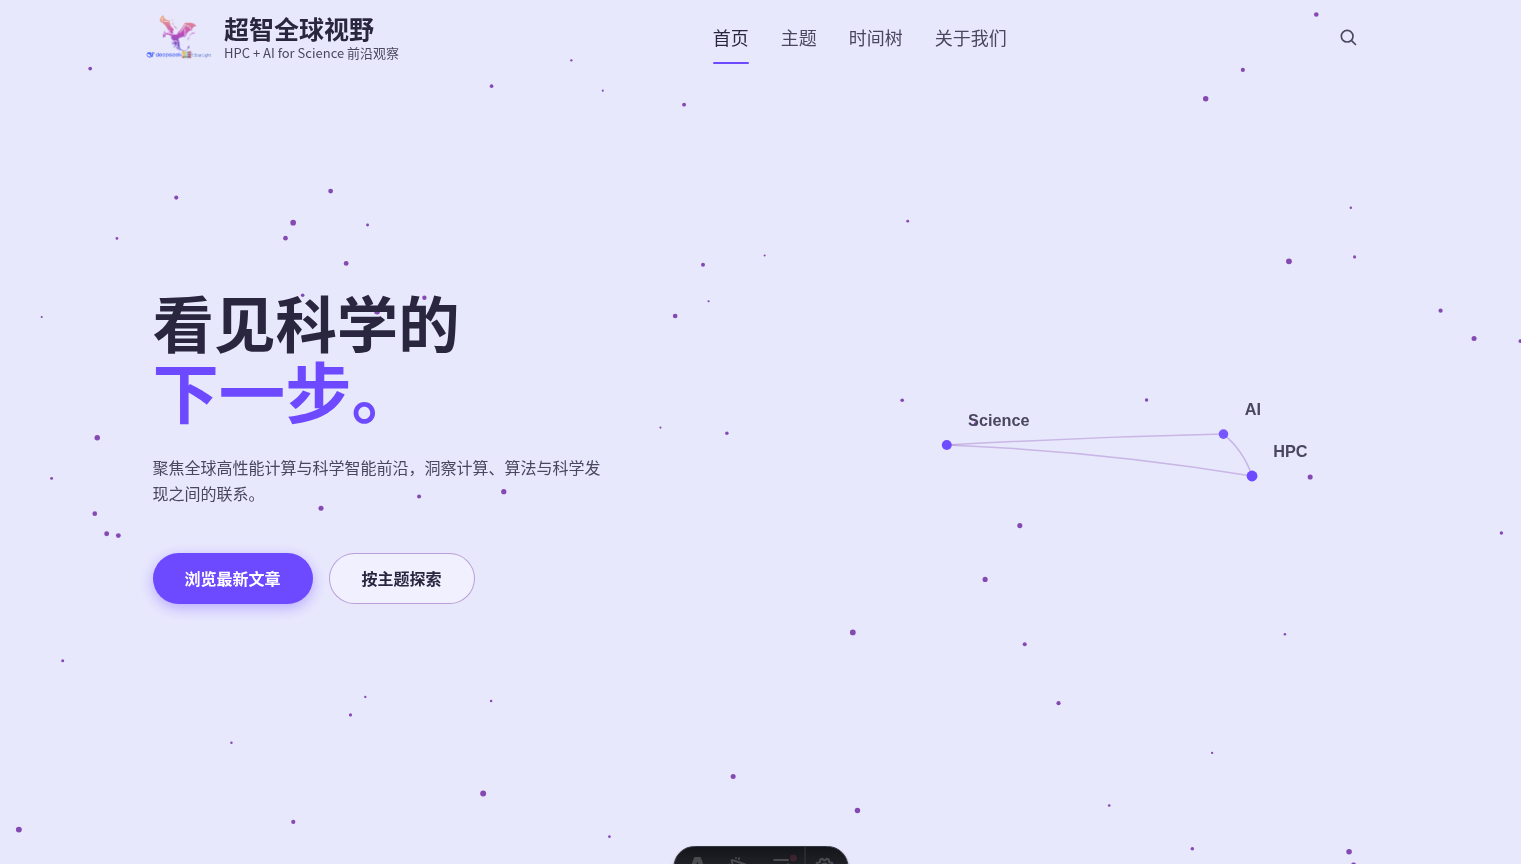 超智全球视野
HPC + AI for Science 前沿观察
首页
主题
时间树
关于我们
看见科学的
下一步。
聚焦全球高性能计算与科学智能前沿，洞察计算、算法与科学发
现之间的联系。
浏览最新文章
按主题探索
Science
AI
HPC